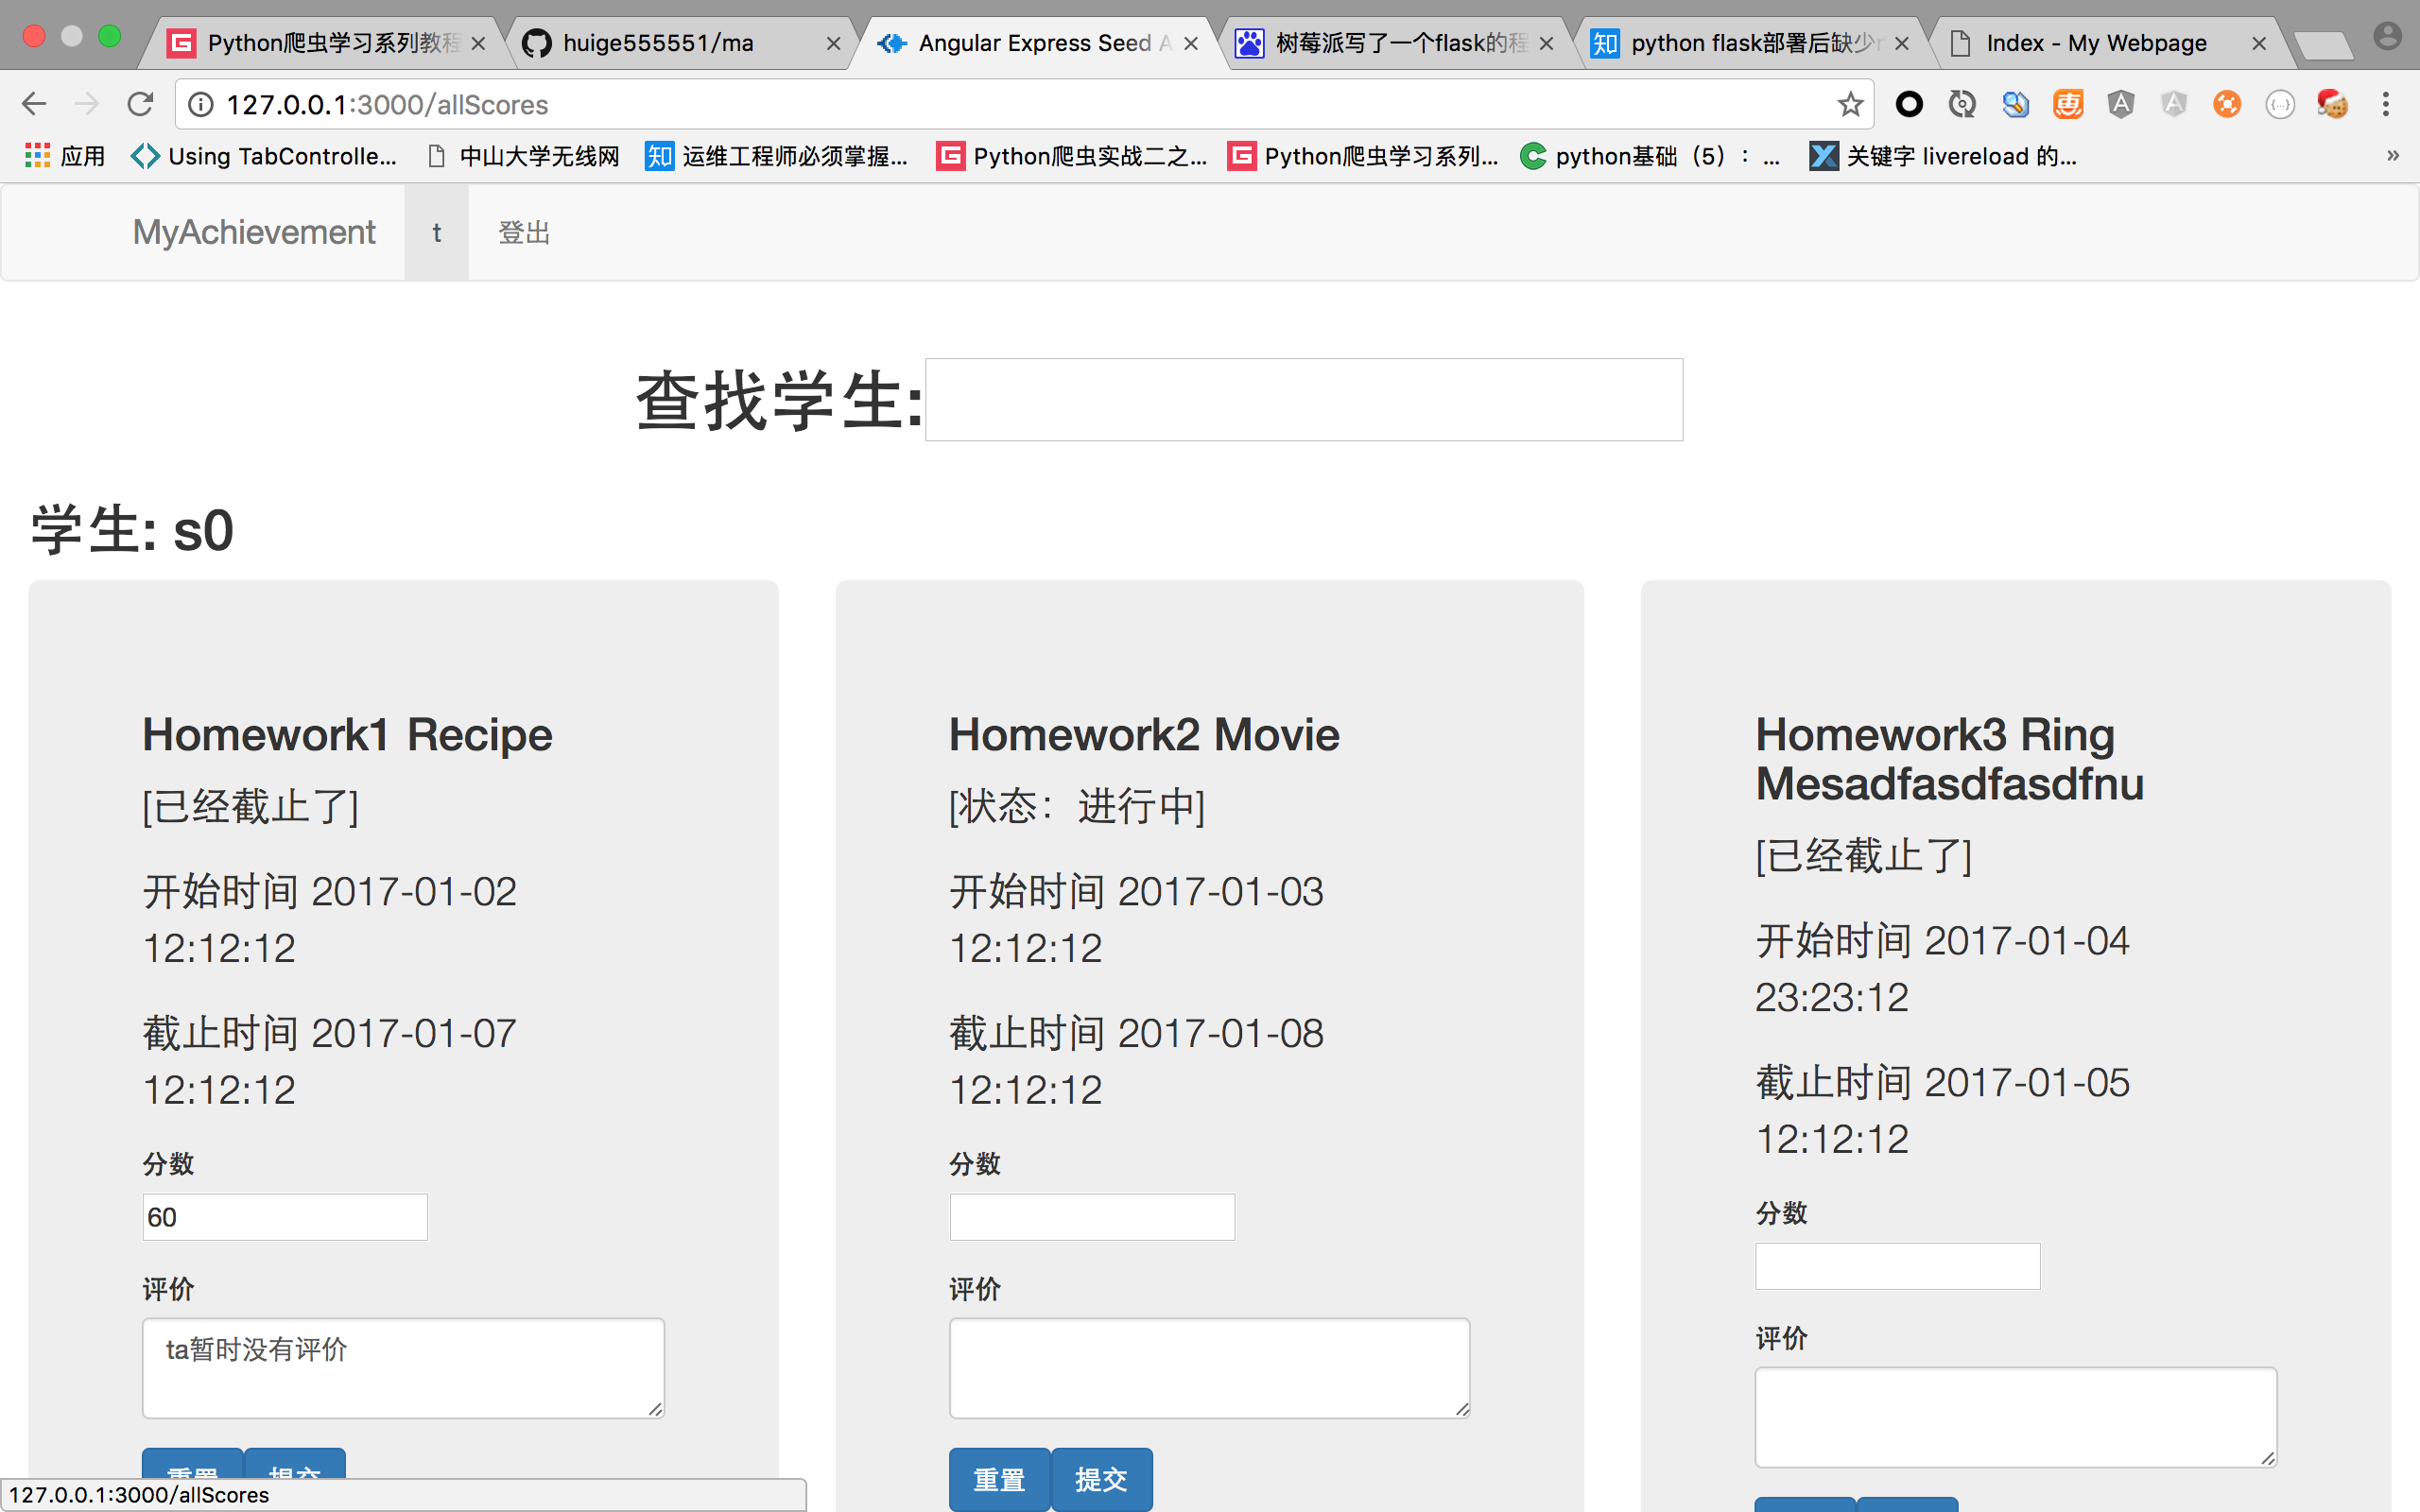 Python爬虫学习系列教程
huige555551/ma
Angular Express Seed A
树莓派写了一个flask的程
python flask部署后缺少r
Index - My Webpage
127.0.0.1:3000/allScores
应用
Using TabControlle...
中山大学无线网
知 运维工程师必须掌握...
Python爬虫实战二之...
Python爬虫学习系列...
python基础（5）：...
关键字 livereload 的...
»
MyAchievement
t
登出
查找学生:
学生: s0
Homework1 Recipe
[已经截止了]
开始时间 2017-01-02
12:12:12
截止时间 2017-01-07
12:12:12
分数
60
评价
ta暂时没有评价
重置 提交
Homework2 Movie
[状态：进行中]
开始时间 2017-01-03
12:12:12
截止时间 2017-01-08
12:12:12
分数
评价
重置 提交
Homework3 Ring
Mesadfasdfasdfnu
[已经截止了]
开始时间 2017-01-04
23:23:12
截止时间 2017-01-05
12:12:12
分数
评价
127.0.0.1:3000/allScores